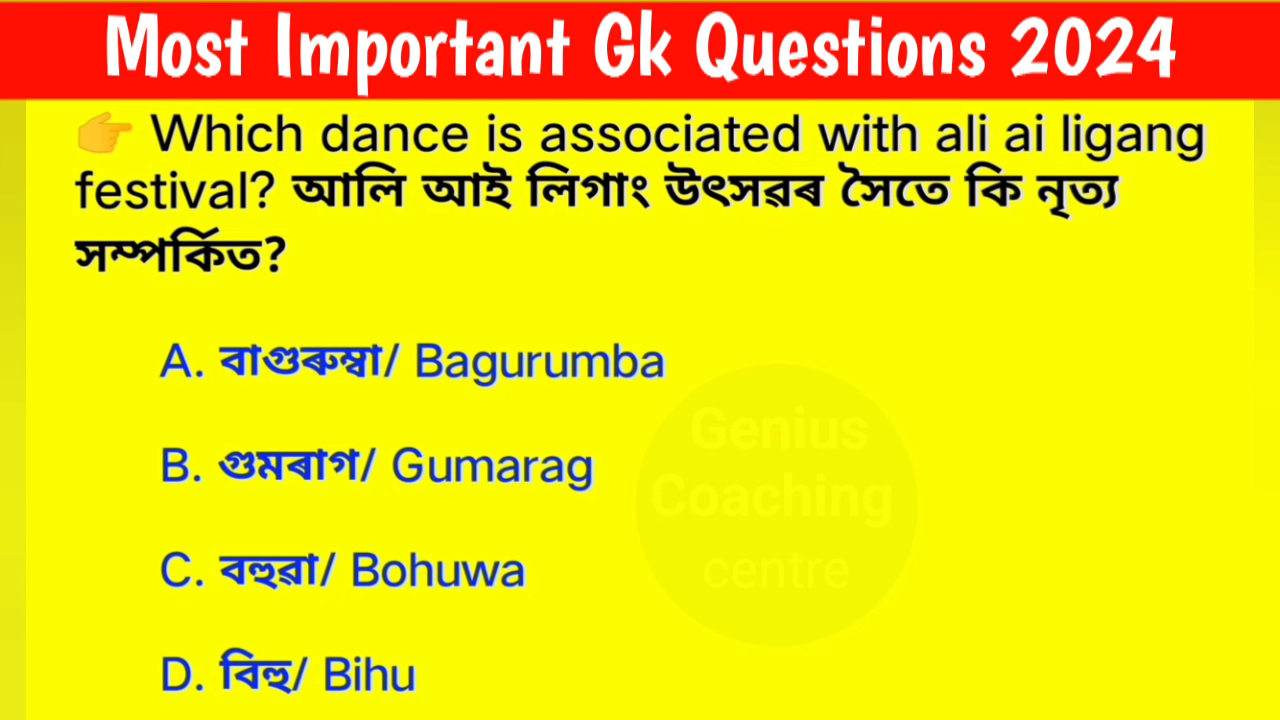 Most Important Gk Questions 2024
👉 Which dance is associated with ali ai ligang
festival? আলি আই লিগাং উৎসৱৰ সৈতে কি নৃত্য
সম্পৰ্কিত?
A. বাগুৰুম্বা/ Bagurumba
B. গুমৰাগ/ Gumarag
C. বহুৱা/ Bohuwa
D. বিহু/ Bihu
Genius
Coaching
centre